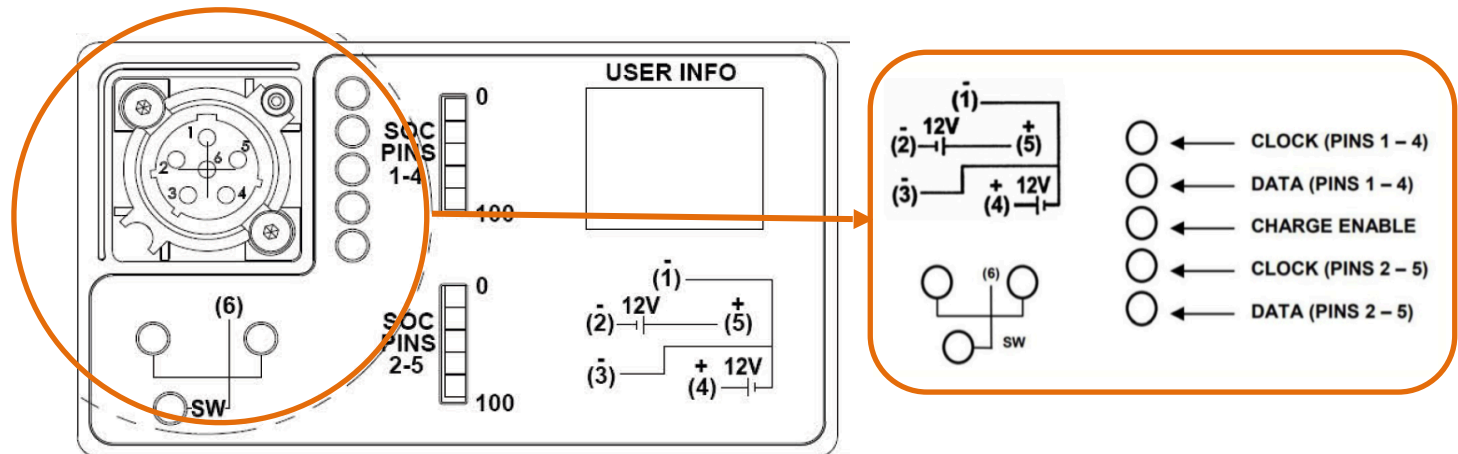 USER INFO
1
5
6
2
3
4
SOC
PINS
1-4
0
100
(6)
SW
SOC
PINS
2-5
0
100
-
(1)
- 12V +
(2) (5)
-
(3)
+ 12V
(4)
-
(1)
- 12V +
(2) (5)
-
(3)
+ 12V
(4)
(6)
SW
CLOCK (PINS 1 – 4)
DATA (PINS 1 – 4)
CHARGE ENABLE
CLOCK (PINS 2 – 5)
DATA (PINS 2 – 5)